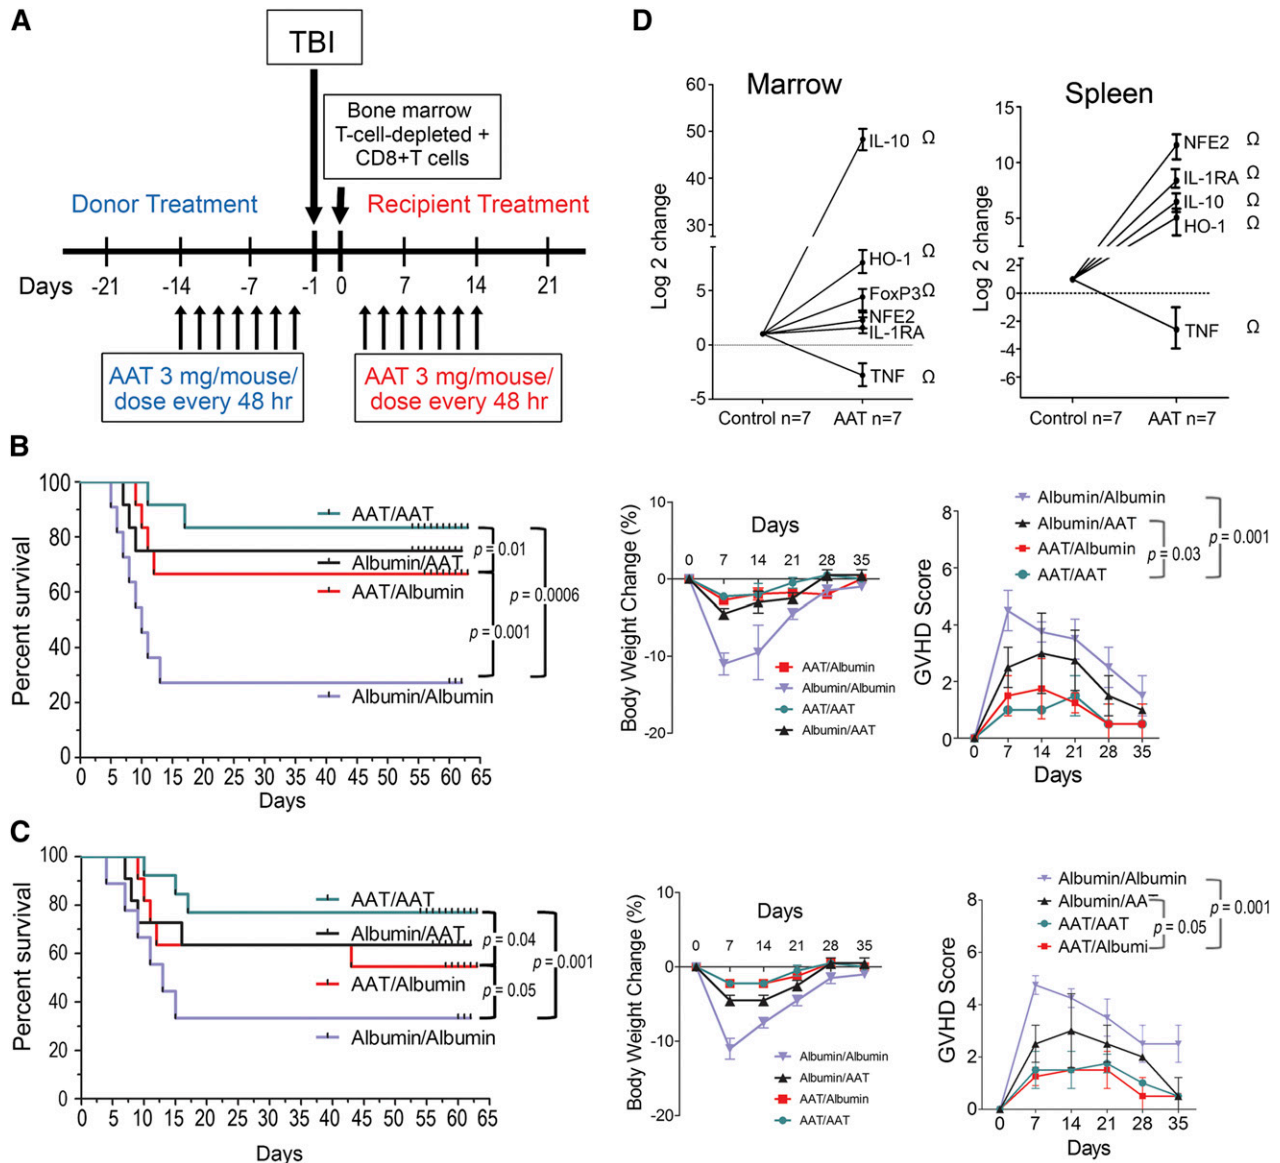 A
TBI
Bone marrow
T-cell-depleted +
CD8+T cells
Donor Treatment
Recipient Treatment
Days
-21 -14 -7 -1 0 7 14 21
AAT 3 mg/mouse/
dose every 48 hr
AAT 3 mg/mouse/
dose every 48 hr
D
Marrow
Log 2 change
60
50
40
30
5
0
-5
IL-10 Ω
HO-1 Ω
FoxP3 Ω
NFE2
IL-1RA
TNF Ω
Control n=7 AAT n=7
Spleen
Log 2 change
15
10
5
2
0
-2
-4
-6
NFE2 Ω
IL-1RA Ω
IL-10 Ω
HO-1 Ω
TNF Ω
Control n=7 AAT n=7
B
Percent survival
100
80
60
40
20
0
0 5 10 15 20 25 30 35 40 45 50 55 60 65
Days
AAT/AAT
Albumin/AAT
AAT/Albumin
Albumin/Albumin
p = 0.01
p = 0.0006
p = 0.001
Body Weight Change (%)
10
0
-10
-20
Days
0 7 14 21 28 35
AAT/Albumin
Albumin/Albumin
AAT/AAT
Albumin/AAT
GVHD Score
8
6
4
2
0
0 7 14 21 28 35
Days
Albumin/Albumin
Albumin/AAT
AAT/Albumin
AAT/AAT
p = 0.03
p = 0.001
C
Percent survival
100
80
60
40
20
0
0 5 10 15 20 25 30 35 40 45 50 55 60 65
Days
AAT/AAT
Albumin/AAT
AAT/Albumin
Albumin/Albumin
p = 0.04
p = 0.001
p = 0.05
Body Weight Change (%)
10
0
-10
-20
Days
0 7 14 21 28 35
Albumin/Albumin
Albumin/AAT
AAT/Albumin
AAT/AAT
GVHD Score
8
6
4
2
0
0 7 14 21 28 35
Days
Albumin/Albumin
Albumin/AA
AAT/AAT
AAT/Albumi
p = 0.05
p = 0.001